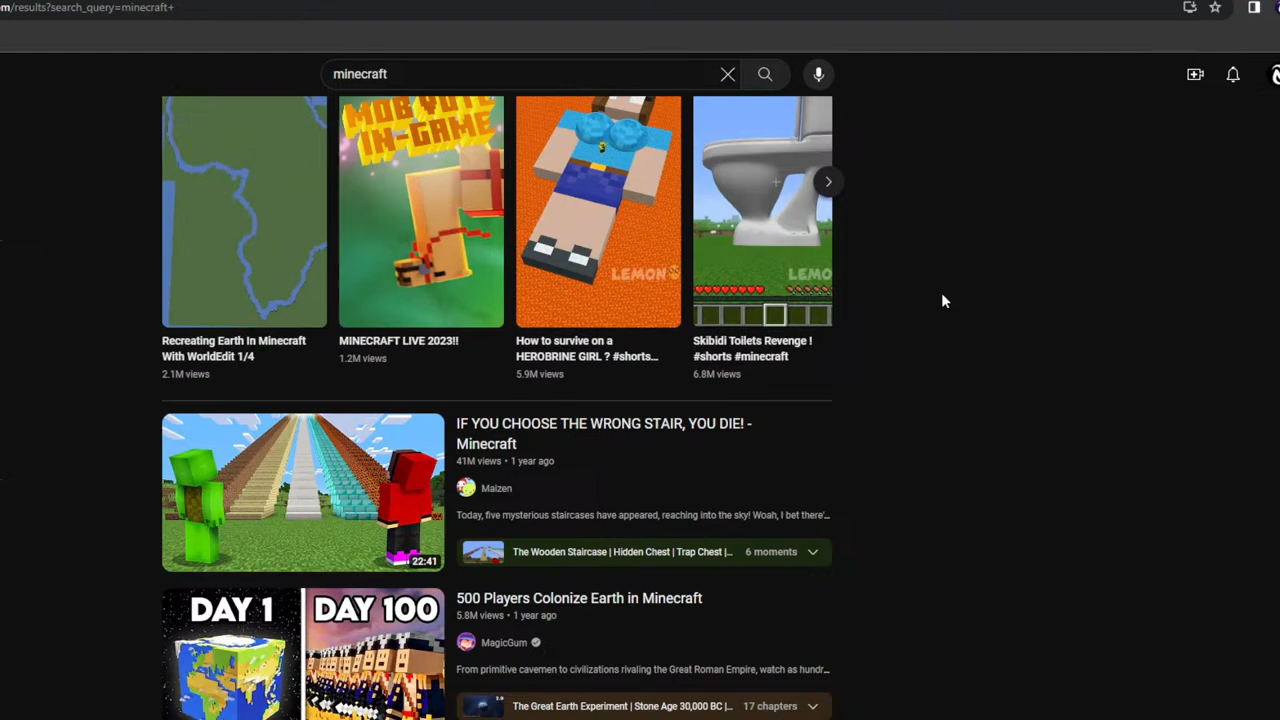 om/results?search_query=minecraft+
minecraft
MOB VOTE
IN-GAME
LEMON
LEMO
Recreating Earth In Minecraft
With WorldEdit 1/4
2.1M views
MINECRAFT LIVE 2023!!
1.2M views
How to survive on a
HEROBRINE GIRL ? #shorts...
5.9M views
Skibidi Toilets Revenge !
#shorts #minecraft
6.8M views
IF YOU CHOOSE THE WRONG STAIR, YOU DIE! -
Minecraft
41M views • 1 year ago
Maizen
Today, five mysterious staircases have appeared, reaching into the sky! Woah, I bet there'...
22:41
The Wooden Staircase | Hidden Chest | Trap Chest |...
6 moments
DAY 1
DAY 100
500 Players Colonize Earth in Minecraft
5.8M views • 1 year ago
MagicGum
From primitive cavemen to civilizations rivaling the Great Roman Empire, watch as hundr...
The Great Earth Experiment | Stone Age 30,000 BC |...
17 chapters